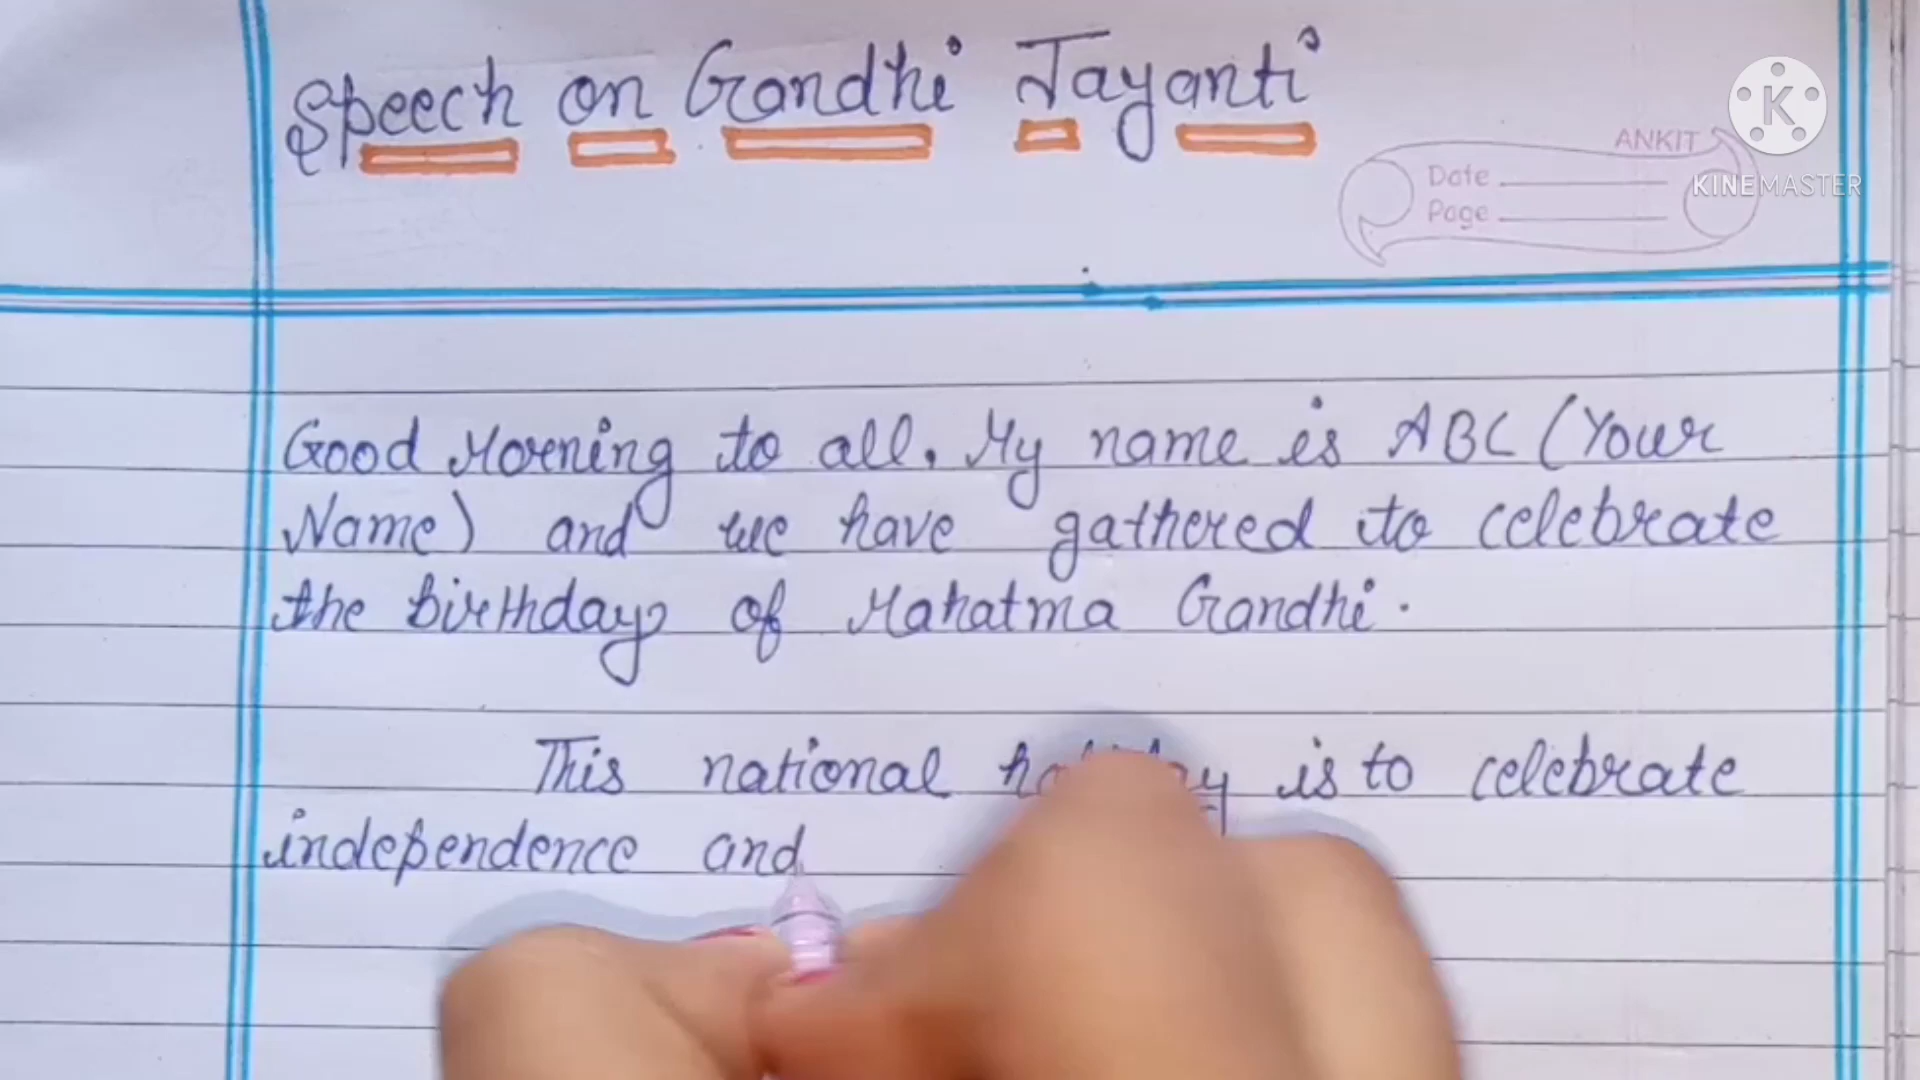 Speech on Gandhi Jayanti
ANKIT
Date
Page
K
KINEMASTER
Good Morning to all. My name is ABC (Your
Name) and we have gathered to celebrate
the birthday of Mahatma Gandhi.
This national is to celebrate
independence and